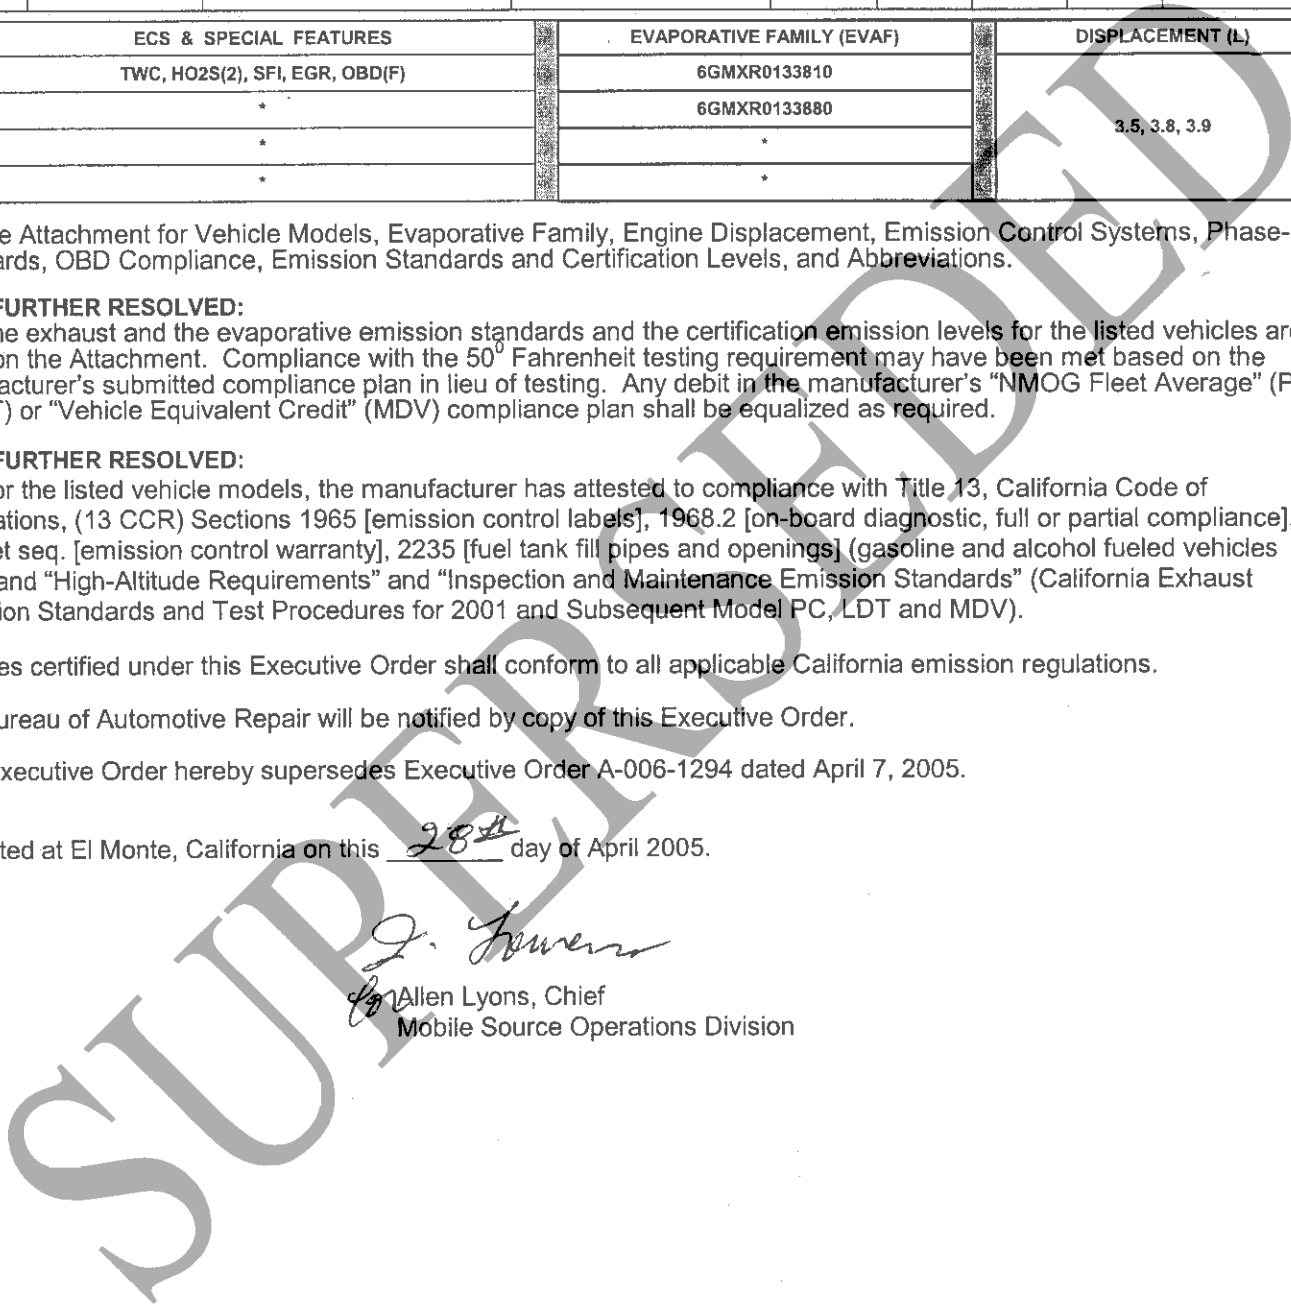 ECS & SPECIAL FEATURES EVAPORATIVE FAMILY (EVAF) DISPLACEMENT (L)
TWC, HO2S(2), SFI, EGR, OBD(F) 6GMXR0133810
* 6GMXR0133880
3.5, 3.8, 3.9
* *
* *
e Attachment for Vehicle Models, Evaporative Family, Engine Displacement, Emission Control Systems, Phase-
ards, OBD Compliance, Emission Standards and Certification Levels, and Abbreviations.
FURTHER RESOLVED:
he exhaust and the evaporative emission standards and the certification emission levels for the listed vehicles are
on the Attachment. Compliance with the 50⁰ Fahrenheit testing requirement may have been met based on the
acturer's submitted compliance plan in lieu of testing. Any debit in the manufacturer's "NMOG Fleet Average" (P
T) or "Vehicle Equivalent Credit" (MDV) compliance plan shall be equalized as required.
FURTHER RESOLVED:
or the listed vehicle models, the manufacturer has attested to compliance with Title 13, California Code of
ations, (13 CCR) Sections 1965 [emission control labels], 1968.2 [on-board diagnostic, full or partial compliance],
et seq. [emission control warranty], 2235 [fuel tank fill pipes and openings] (gasoline and alcohol fueled vehicles
and "High-Altitude Requirements" and "Inspection and Maintenance Emission Standards" (California Exhaust
ion Standards and Test Procedures for 2001 and Subsequent Model PC, LDT and MDV).
es certified under this Executive Order shall conform to all applicable California emission regulations.
ureau of Automotive Repair will be notified by copy of this Executive Order.
xecutive Order hereby supersedes Executive Order A-006-1294 dated April 7, 2005.
ted at El Monte, California on this 28th day of April 2005.
for Allen Lyons, Chief
Mobile Source Operations Division
SUPERSEDED